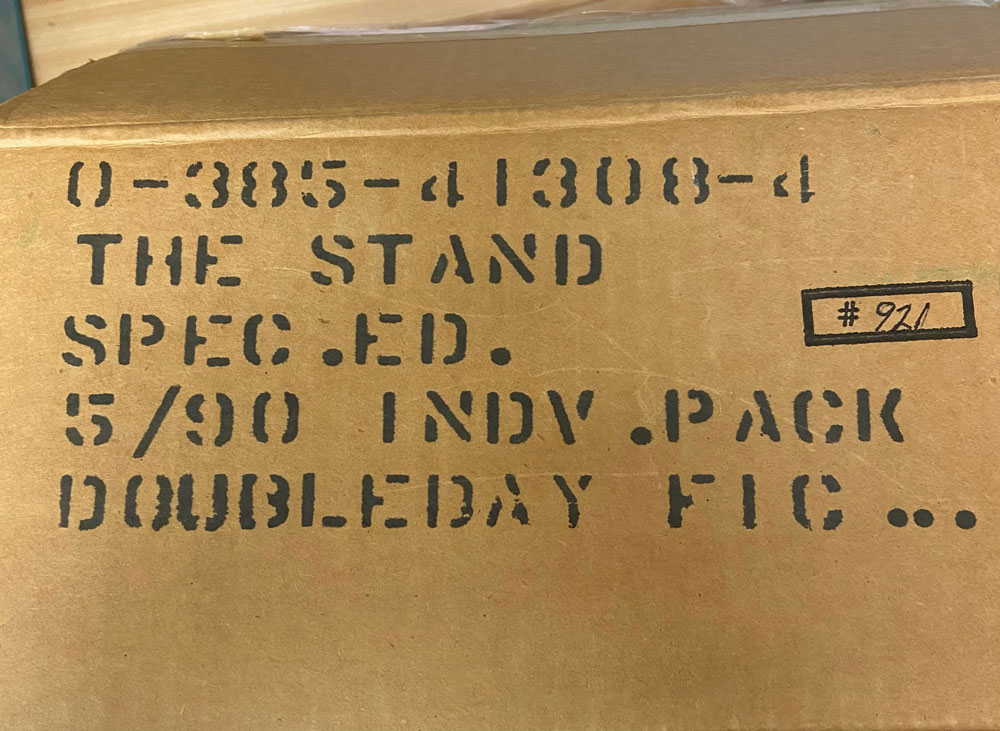 0-385-41308-4
THE STAND
# 921
SPEC.ED.
5/90 INDV.PACK
DOUBLEDAY FIC...